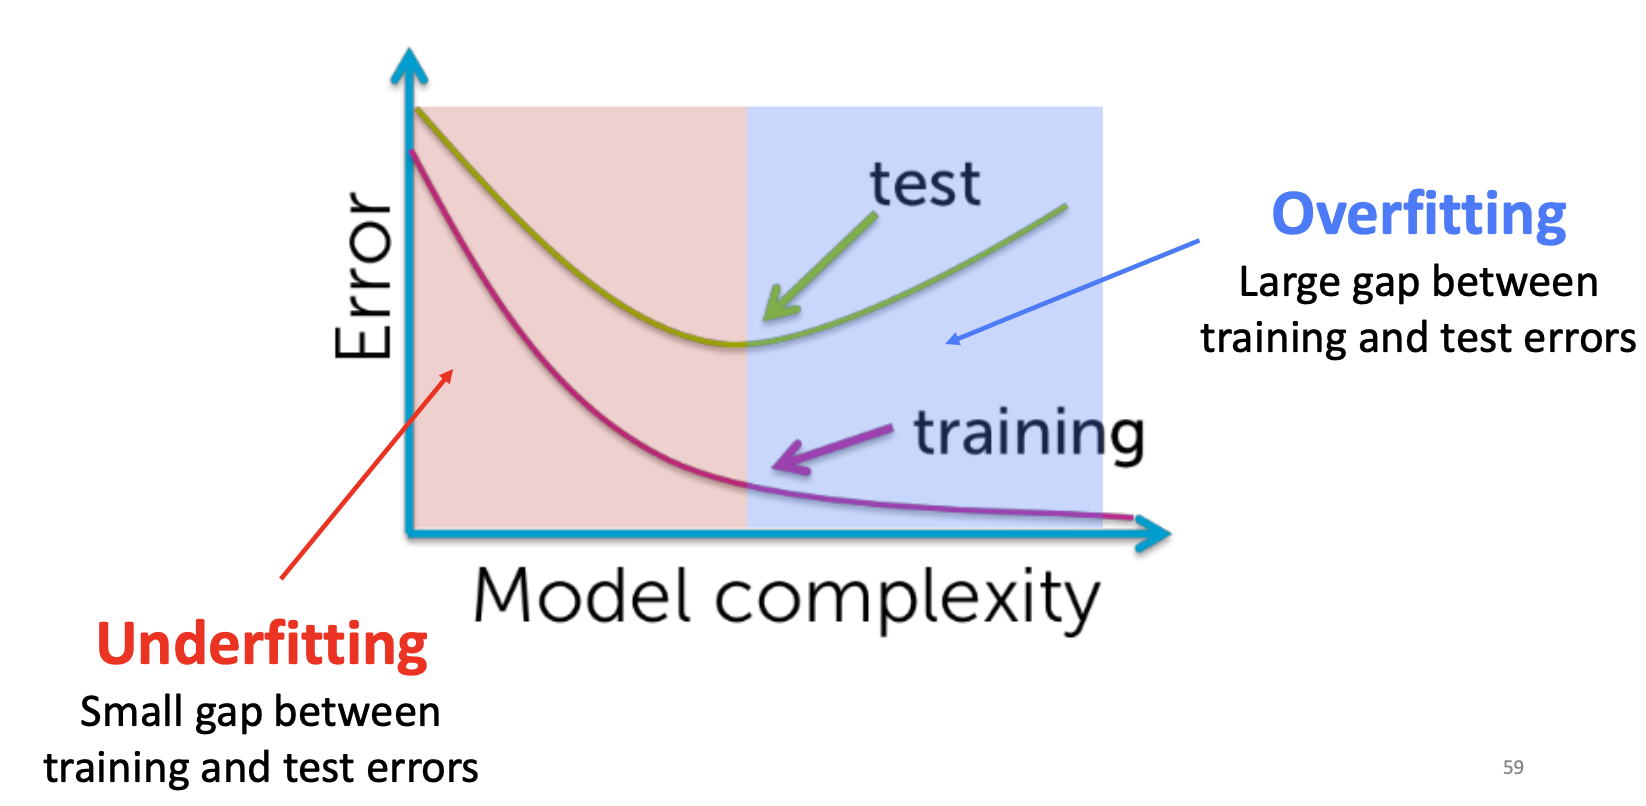 test
Error
training
Model complexity
Overfitting
Large gap between
training and test errors
Underfitting
Small gap between
training and test errors
59